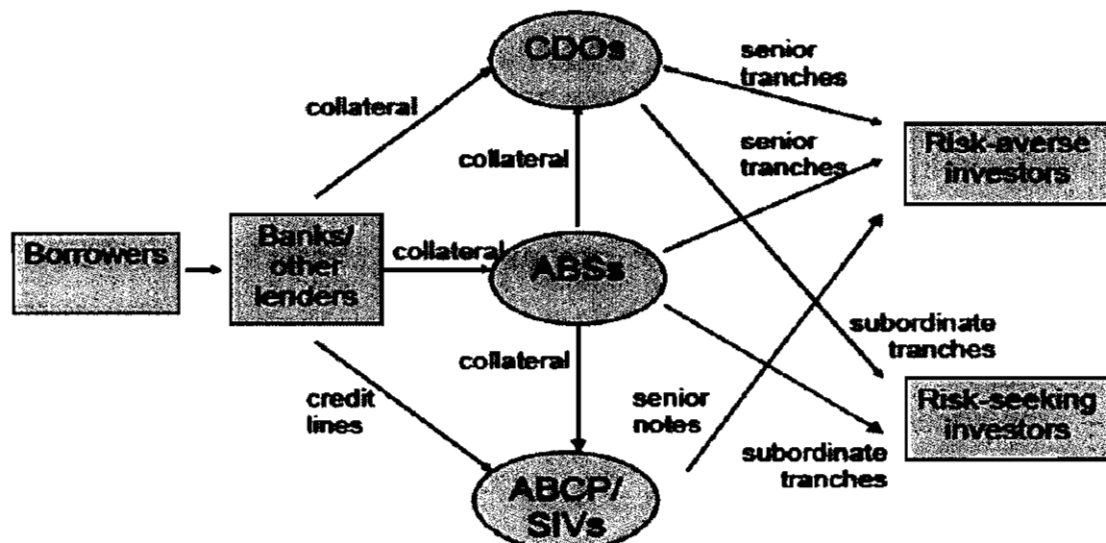 CDOs
senior
tranches
collateral
collateral
senior
tranches
Risk-averse
investors
Borrowers
Banks/
other
lenders
collateral
ABSs
collateral
subordinate
tranches
credit
lines
senior
notes
Risk-seeking
investors
subordinate
tranches
ABCP/
SIVs